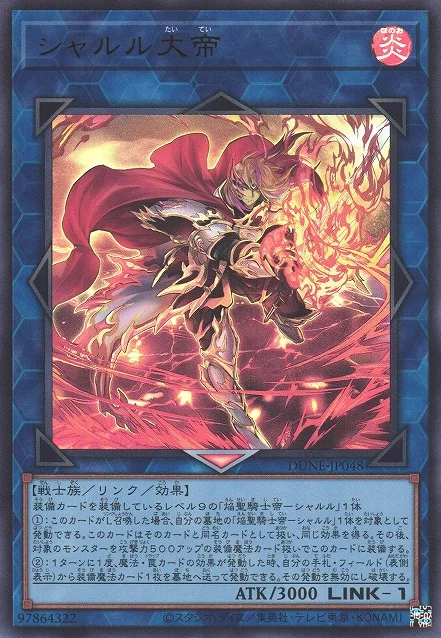 シャルル大帝
炎
DUNE-JP048
【戦士族／リンク／効果】
装備カードを装備しているレベル９の「焔聖騎士帝－シャルル」１体
①：このカードがＬ召喚した場合、自分の墓地の「焔聖騎士帝－シャルル」１体を対象として
発動できる。このカードはそのカードと同名カードとして扱い、同じ効果を得る。その後、
対象のモンスターを攻撃力５００アップの装備魔法カード扱いでこのカードに装備する。
②：１ターンに１度、魔法・罠カードの効果が発動した時、自分の手札・フィールド（表側
表示）から装備魔法カード１枚を墓地へ送って発動できる。その発動を無効にし破壊する。
ATK/3000 LINK-1
97864322
©スタジオ・ダイス／集英社・テレビ東京・KONAMI